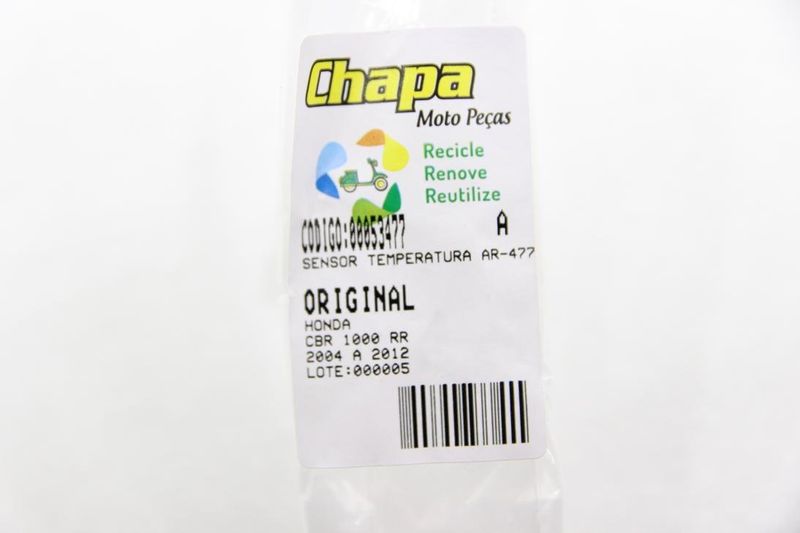 Chapa
Moto Peças
Recicle
Renove
Reutilize
CODIGO:00053477 A
SENSOR TEMPERATURA AR-477
ORIGINAL
HONDA
CBR 1000 RR
2004 A 2012
LOTE:000005